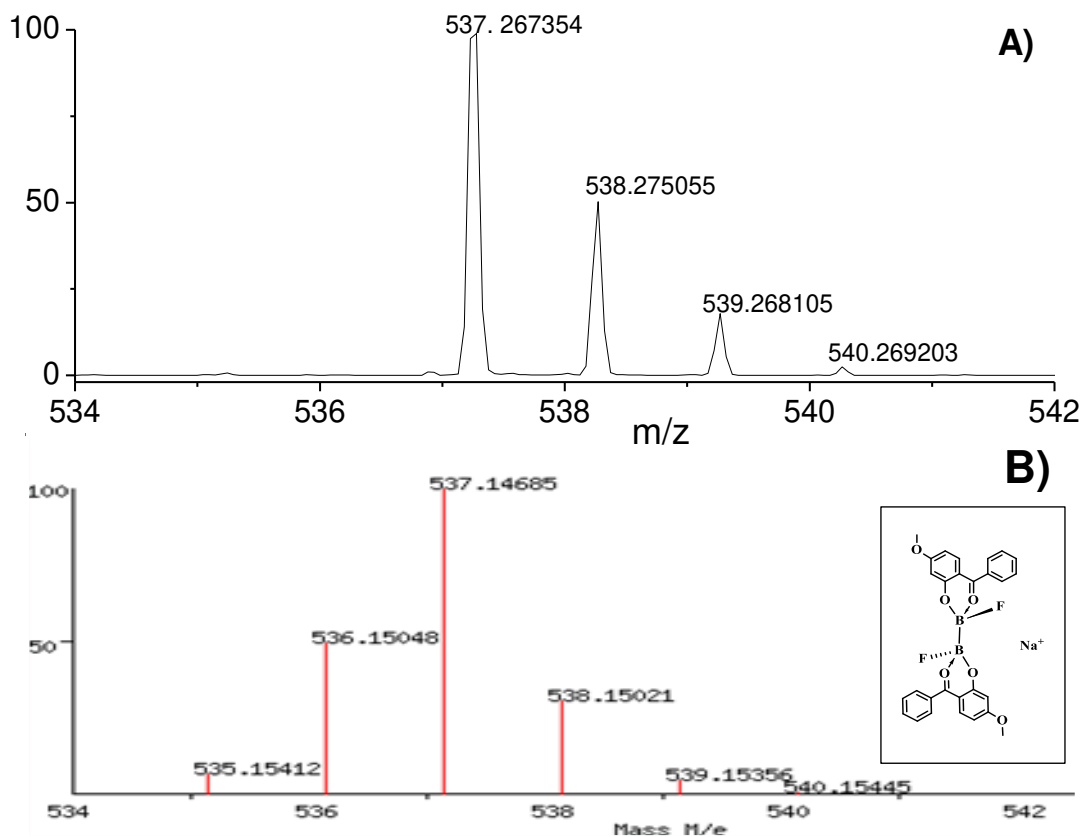 A)
100
50
0
537. 267354
538.275055
539.268105
540.269203
534 536 538 540 542
m/z
B)
100
50
535.15412
536.15048
537.14685
538.15021
539.15356
540.15445
534 536 538 540 542
Mass M/e
O
O O
B F
F B
O O
O
Na+